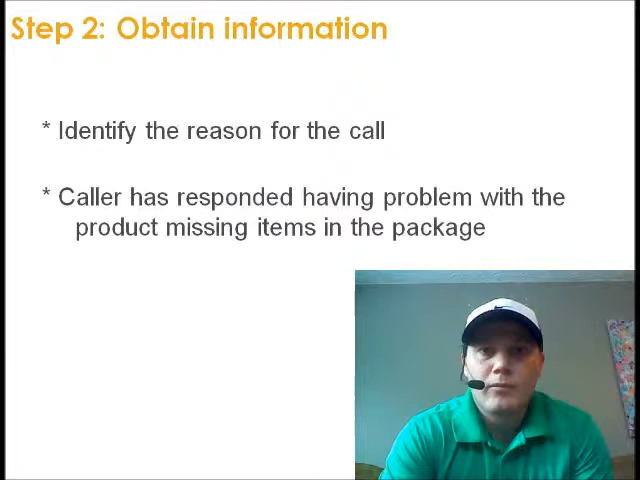 Step 2: Obtain information
* Identify the reason for the call
* Caller has responded having problem with the
product missing items in the package